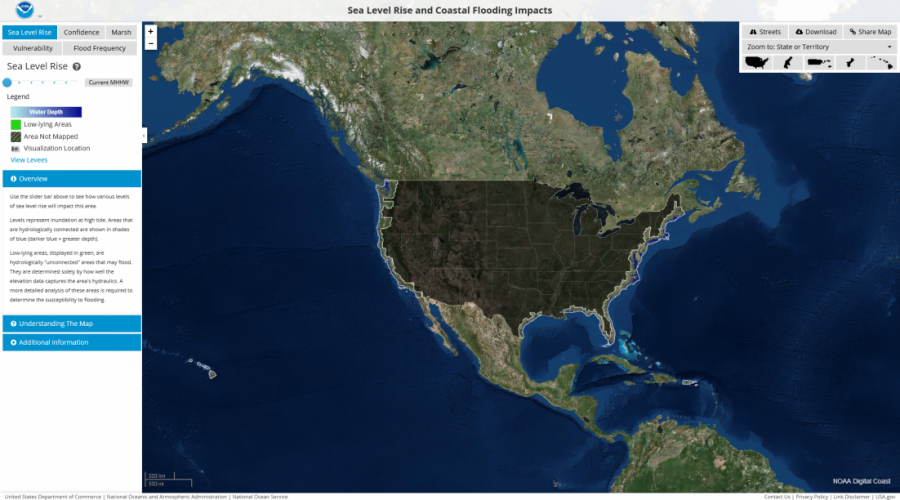 Sea Level Rise and Coastal Flooding Impacts
Sea Level Rise
Confidence
Marsh
Vulnerability
Flood Frequency
Sea Level Rise
Current MHHW
Legend
Water Depth
Low-lying Areas
Area Not Mapped
Visualization Location
View Levees
Overview
Use the slider bar above to see how various levels
of sea level rise will impact this area.
Levels represent inundation at high tide. Areas that
are hydrologically connected are shown in shades
of blue (darker blue = greater depth).
Low-lying areas, displayed in green, are
hydrologically "unconnected" areas that may flood.
They are determined solely by how well the
elevation data captures the area's hydraulics. A
more detailed analysis of these areas is required to
determine the susceptibility to flooding.
Understanding The Map
Additional Information
+
−
Streets
Download
Share Map
Zoom to: State or Territory
NOAA Digital Coast
United States Department of Commerce | National Oceanic and Atmospheric Administration | National Ocean Service
Contact Us | Privacy Policy | Link Disclaimer | USA.gov